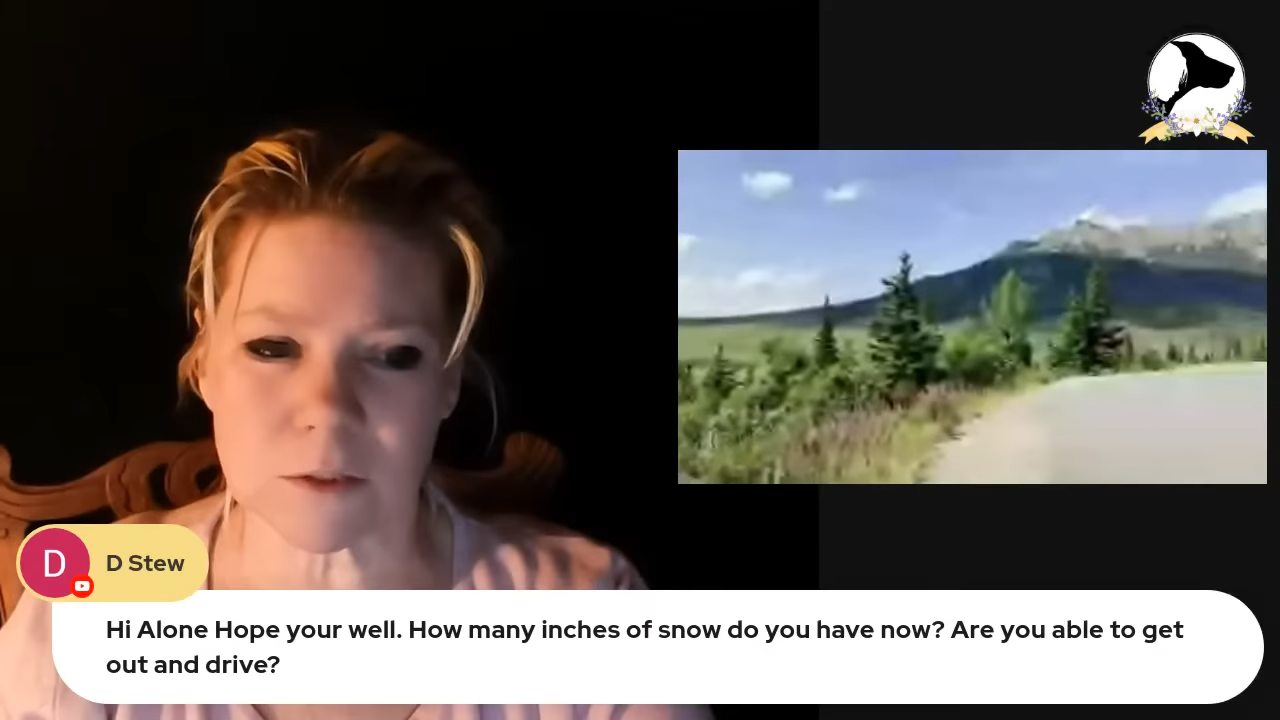 D
D Stew
Hi Alone Hope your well. How many inches of snow do you have now? Are you able to get
out and drive?